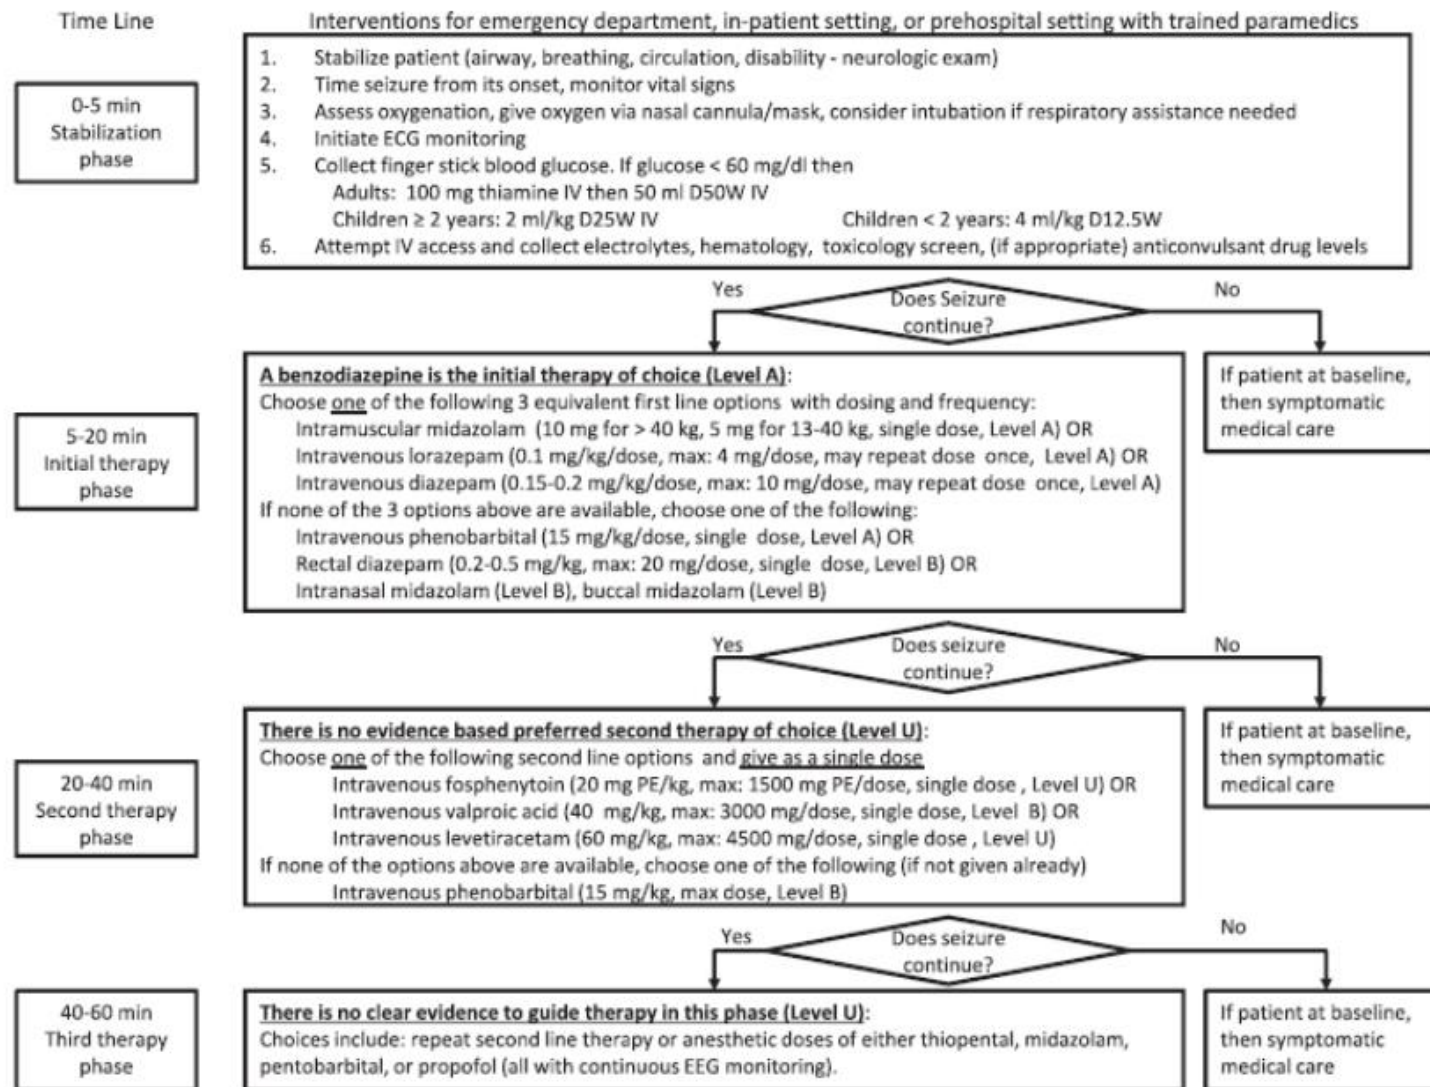 Time Line
Interventions for emergency department, in-patient setting, or prehospital setting with trained paramedics
0-5 min
Stabilization
phase
1. Stabilize patient (airway, breathing, circulation, disability - neurologic exam)
2. Time seizure from its onset, monitor vital signs
3. Assess oxygenation, give oxygen via nasal cannula/mask, consider intubation if respiratory assistance needed
4. Initiate ECG monitoring
5. Collect finger stick blood glucose. If glucose < 60 mg/dl then
Adults: 100 mg thiamine IV then 50 ml D50W IV
Children ≥ 2 years: 2 ml/kg D25W IV Children < 2 years: 4 ml/kg D12.5W
6. Attempt IV access and collect electrolytes, hematology, toxicology screen, (if appropriate) anticonvulsant drug levels
Yes
Does Seizure
continue?
No
5-20 min
Initial therapy
phase
A benzodiazepine is the initial therapy of choice (Level A):
Choose one of the following 3 equivalent first line options with dosing and frequency:
Intramuscular midazolam (10 mg for > 40 kg, 5 mg for 13-40 kg, single dose, Level A) OR
Intravenous lorazepam (0.1 mg/kg/dose, max: 4 mg/dose, may repeat dose once, Level A) OR
Intravenous diazepam (0.15-0.2 mg/kg/dose, max: 10 mg/dose, may repeat dose once, Level A)
If none of the 3 options above are available, choose one of the following:
Intravenous phenobarbital (15 mg/kg/dose, single dose, Level A) OR
Rectal diazepam (0.2-0.5 mg/kg, max: 20 mg/dose, single dose, Level B) OR
Intranasal midazolam (Level B), buccal midazolam (Level B)
If patient at baseline,
then symptomatic
medical care
Yes
Does seizure
continue?
No
20-40 min
Second therapy
phase
There is no evidence based preferred second therapy of choice (Level U):
Choose one of the following second line options and give as a single dose
Intravenous fosphenytoin (20 mg PE/kg, max: 1500 mg PE/dose, single dose , Level U) OR
Intravenous valproic acid (40 mg/kg, max: 3000 mg/dose, single dose, Level B) OR
Intravenous levetiracetam (60 mg/kg, max: 4500 mg/dose, single dose , Level U)
If none of the options above are available, choose one of the following (if not given already)
Intravenous phenobarbital (15 mg/kg, max dose, Level B)
If patient at baseline,
then symptomatic
medical care
Yes
Does seizure
continue?
No
40-60 min
Third therapy
phase
There is no clear evidence to guide therapy in this phase (Level U):
Choices include: repeat second line therapy or anesthetic doses of either thiopental, midazolam,
pentobarbital, or propofol (all with continuous EEG monitoring).
If patient at baseline,
then symptomatic
medical care